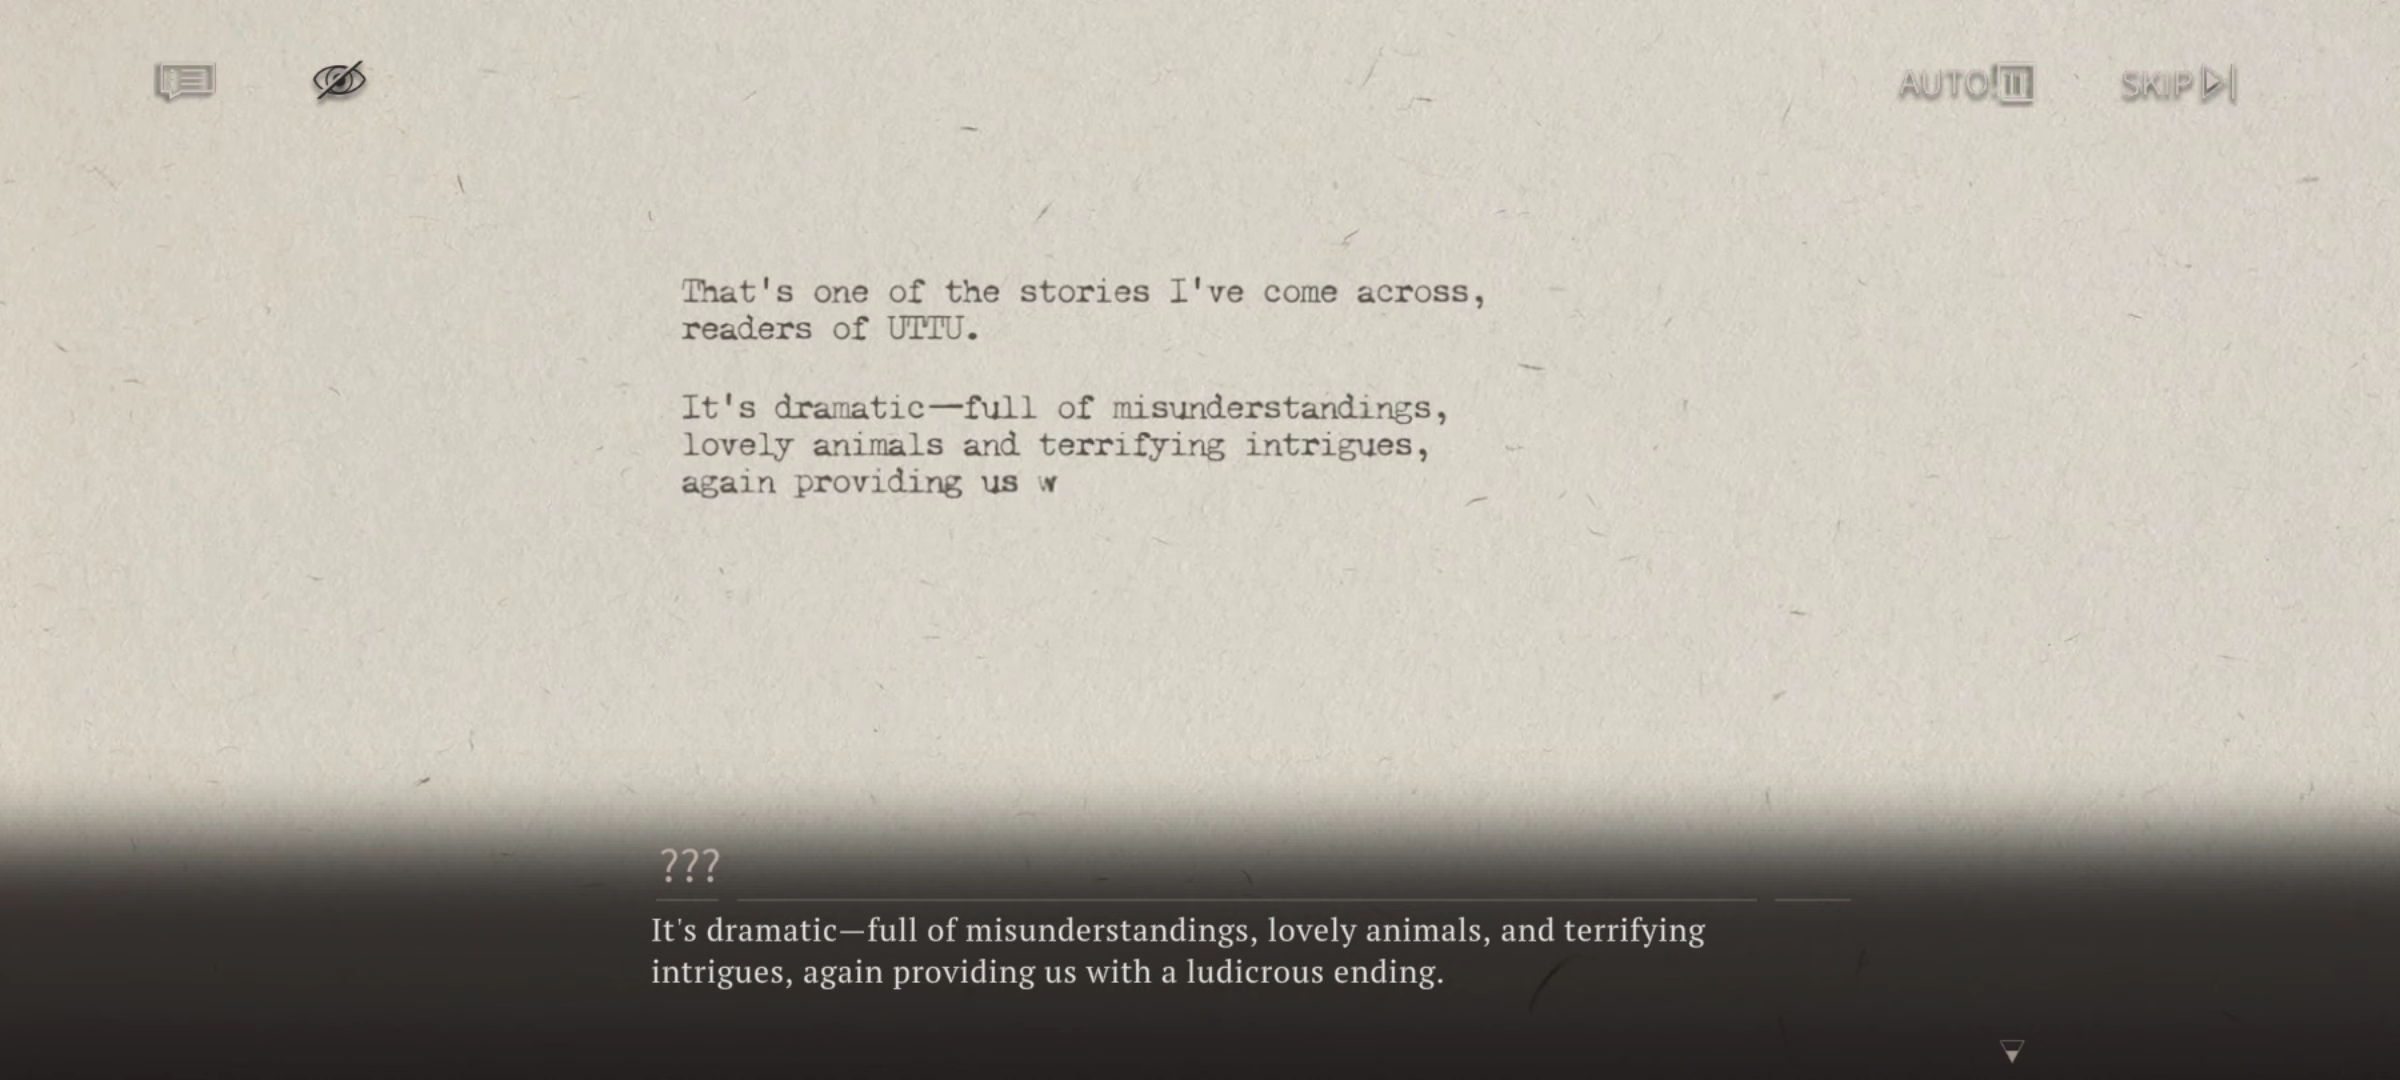 AUTO
SKIP
That's one of the stories I've come across,
readers of UTTU.
It's dramatic—full of misunderstandings,
lovely animals and terrifying intrigues,
again providing us w
???
It's dramatic—full of misunderstandings, lovely animals, and terrifying
intrigues, again providing us with a ludicrous ending.